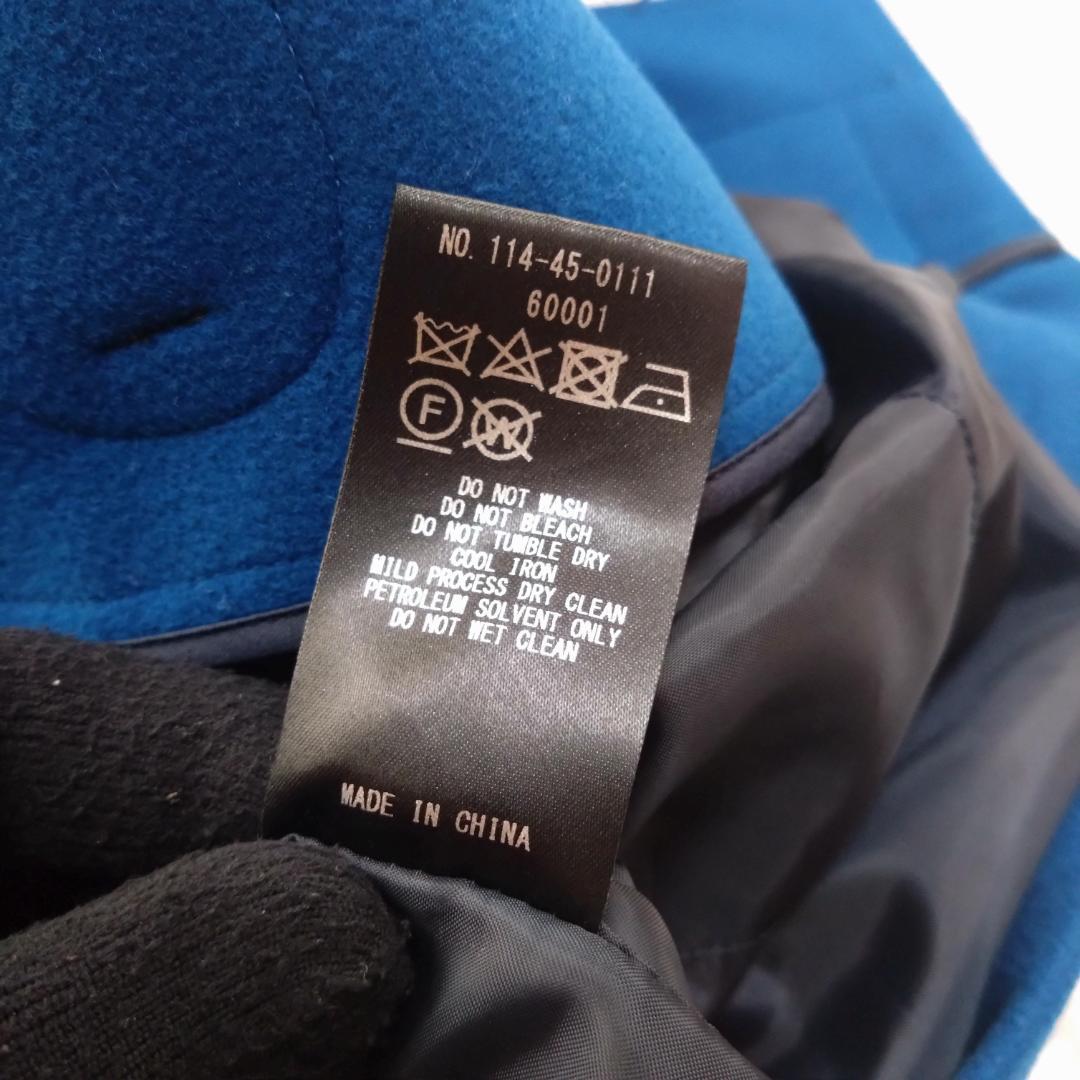 NO. 114-45-0111
60001
F
W
DO NOT WASH
DO NOT BLEACH
DO NOT TUMBLE DRY
COOL IRON
MILD PROCESS DRY CLEAN
PETROLEUM SOLVENT ONLY
DO NOT WET CLEAN
MADE IN CHINA